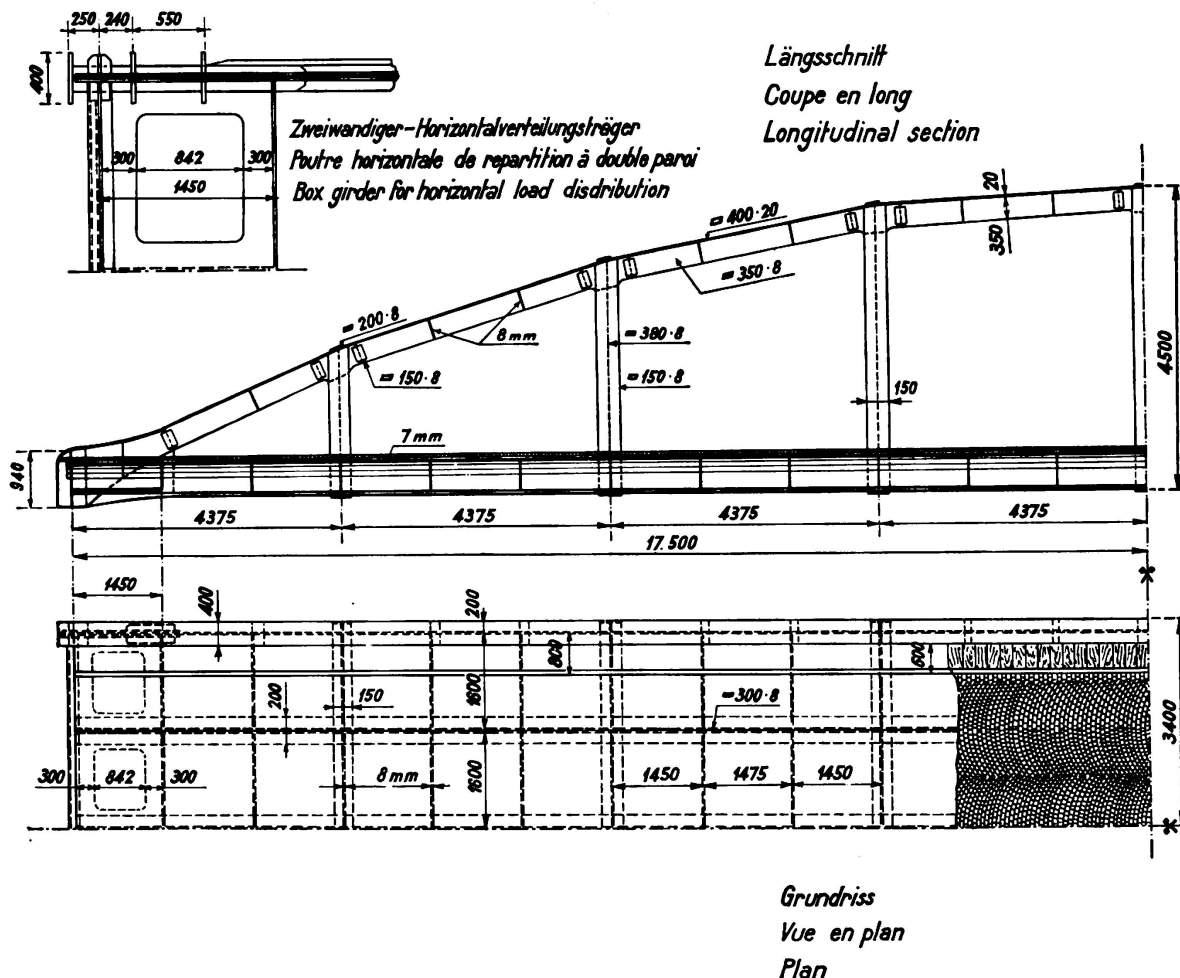 250 240 550
400
300 842 300
1450
Zweiwandiger-Horizontalverteilungsträger
Poutre horizontale de repartition à double paroi
Box girder for horizontal load disdribution
Längsschnitt
Coupe en long
Longitudinal section
20
= 400·20
350
= 350·8
= 200·8
8 mm
= 380·8
= 150·8
= 150·8
150
4500
7 mm
940
4375 4375 4375 4375
17.500
1450
400
200
800
600
200
150
1600
= 300·8
3400
300 842 300
8 mm
1600
1450 1475 1450
Grundriss
Vue en plan
Plan